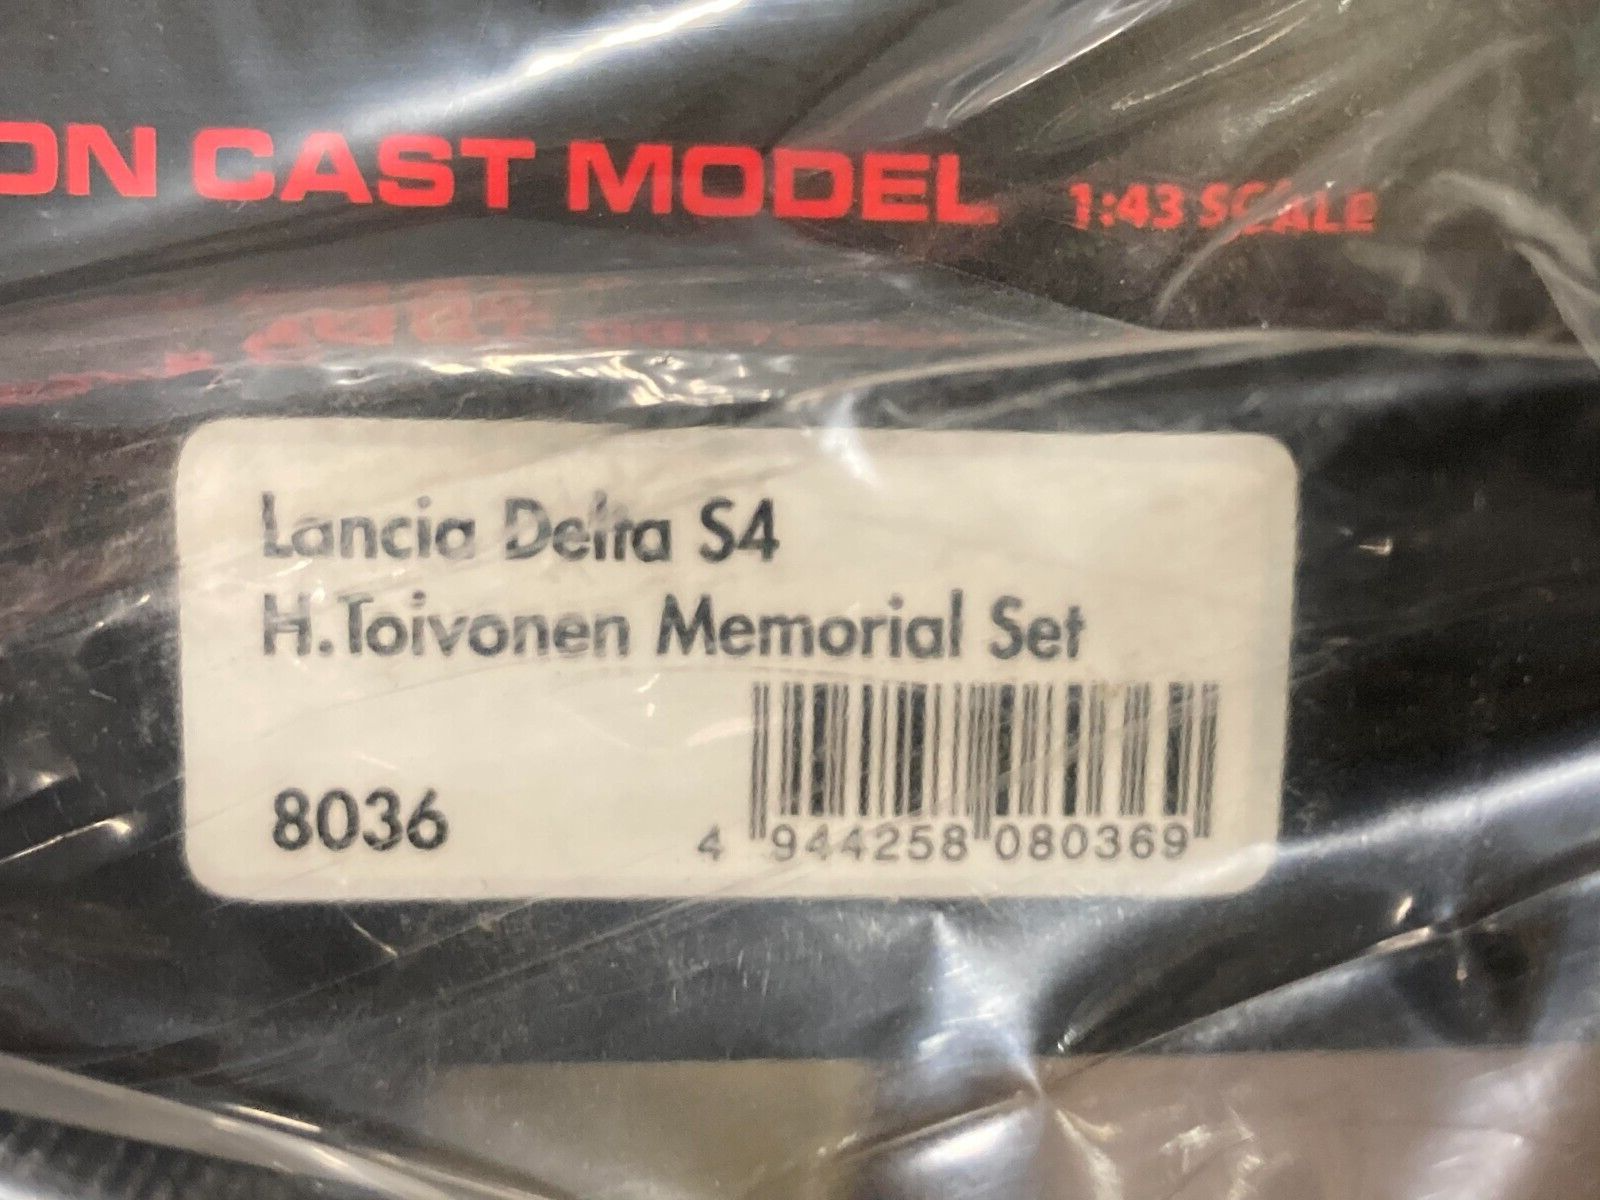 ON CAST MODEL 1:43 SCALE
Lancia Delta S4
H.Toivonen Memorial Set
8036
4 944258 080369